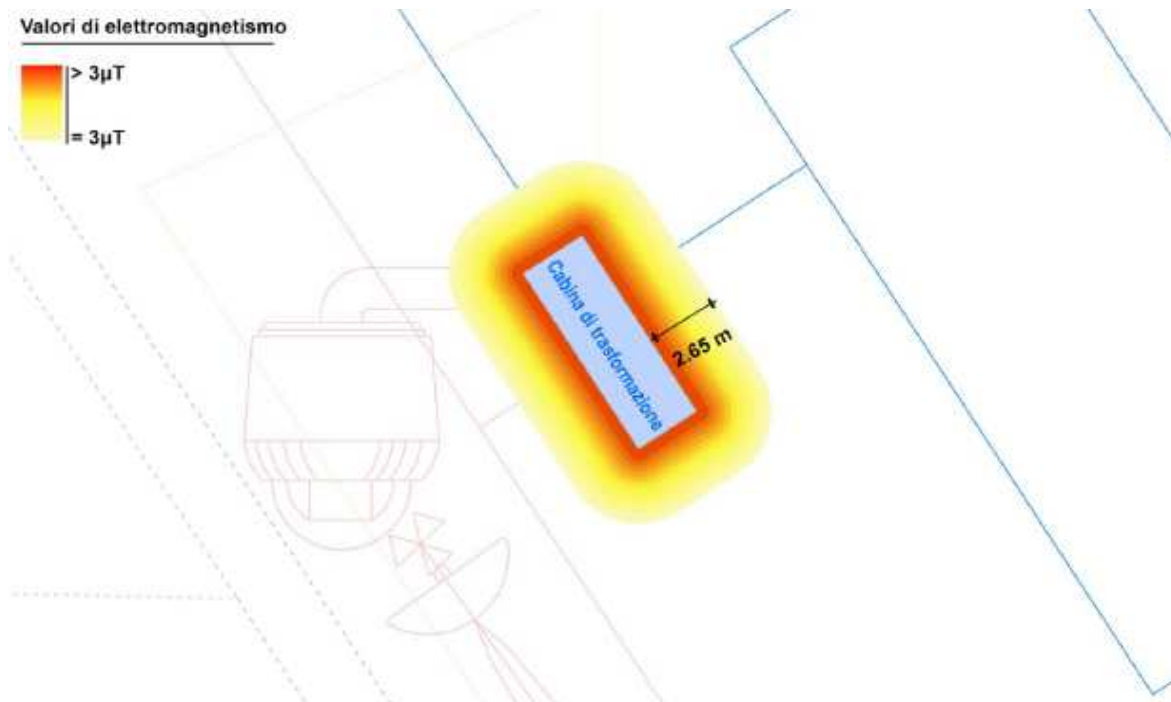 Valori di elettromagnetismo
> 3µT
= 3µT
Cabina di trasformazione
2.65 m